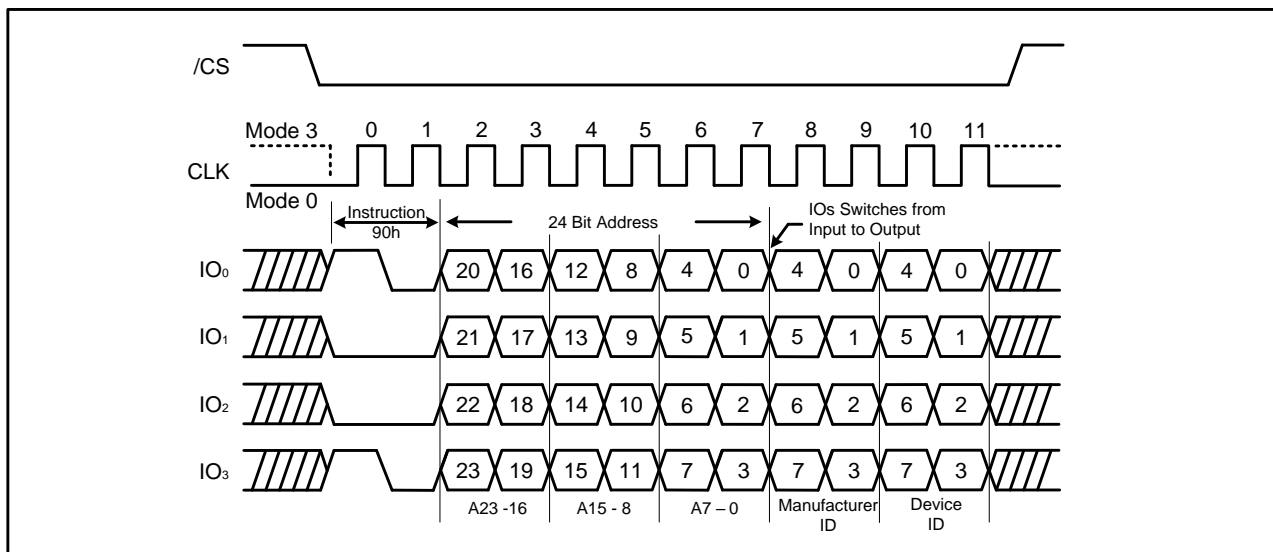 /CS
Mode 3 0 1 2 3 4 5 6 7 8 9 10 11
CLK
Mode 0
Instruction
90h
24 Bit Address
IOs Switches from
Input to Output
IO₀ 20 16 12 8 4 0 4 0 4 0
IO₁ 21 17 13 9 5 1 5 1 5 1
IO₂ 22 18 14 10 6 2 6 2 6 2
IO₃ 23 19 15 11 7 3 7 3 7 3
A23 -16 A15 - 8 A7 – 0 Manufacturer ID Device ID